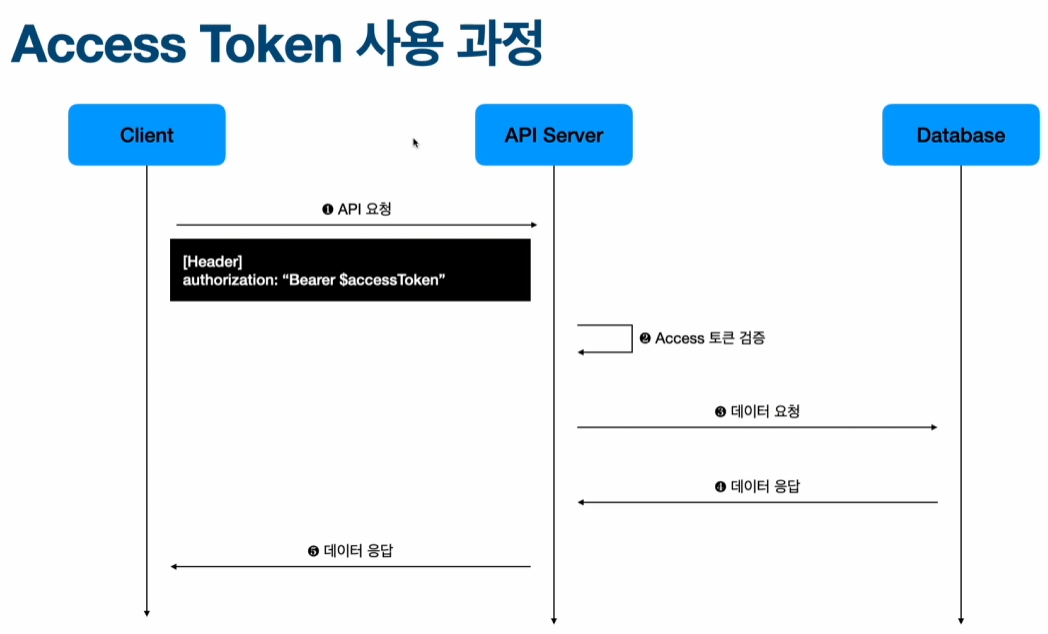 Access Token 사용 과정
Client
API Server
Database
❶ API 요청
[Header]
authorization: “Bearer $accessToken”
❷ Access 토큰 검증
❸ 데이터 요청
❹ 데이터 응답
❺ 데이터 응답